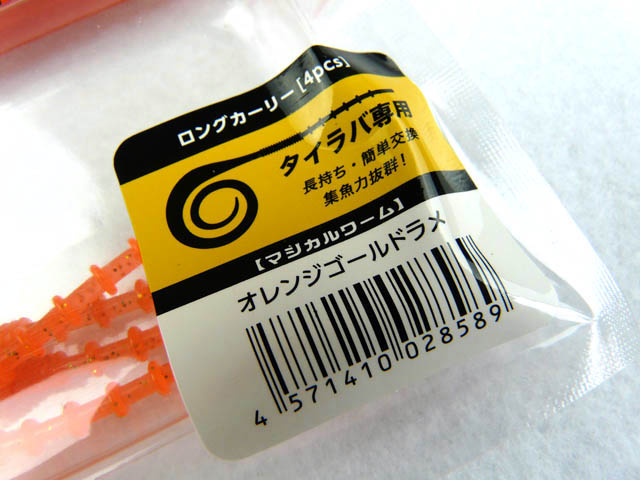 ロングカーリー[4pcs]
タイラバ専用
長持ち・簡単交換
集魚力抜群!
【マジカルワーム】
オレンジゴールドラメ
4 571410 028589